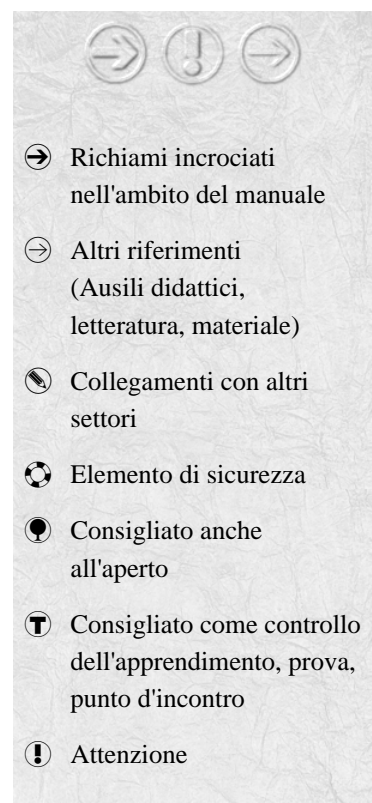 Richiami incrociati
nell'ambito del manuale
Altri riferimenti
(Ausili didattici,
letteratura, materiale)
Collegamenti con altri
settori
Elemento di sicurezza
Consigliato anche
all'aperto
T Consigliato come controllo
dell'apprendimento, prova,
punto d'incontro
! Attenzione